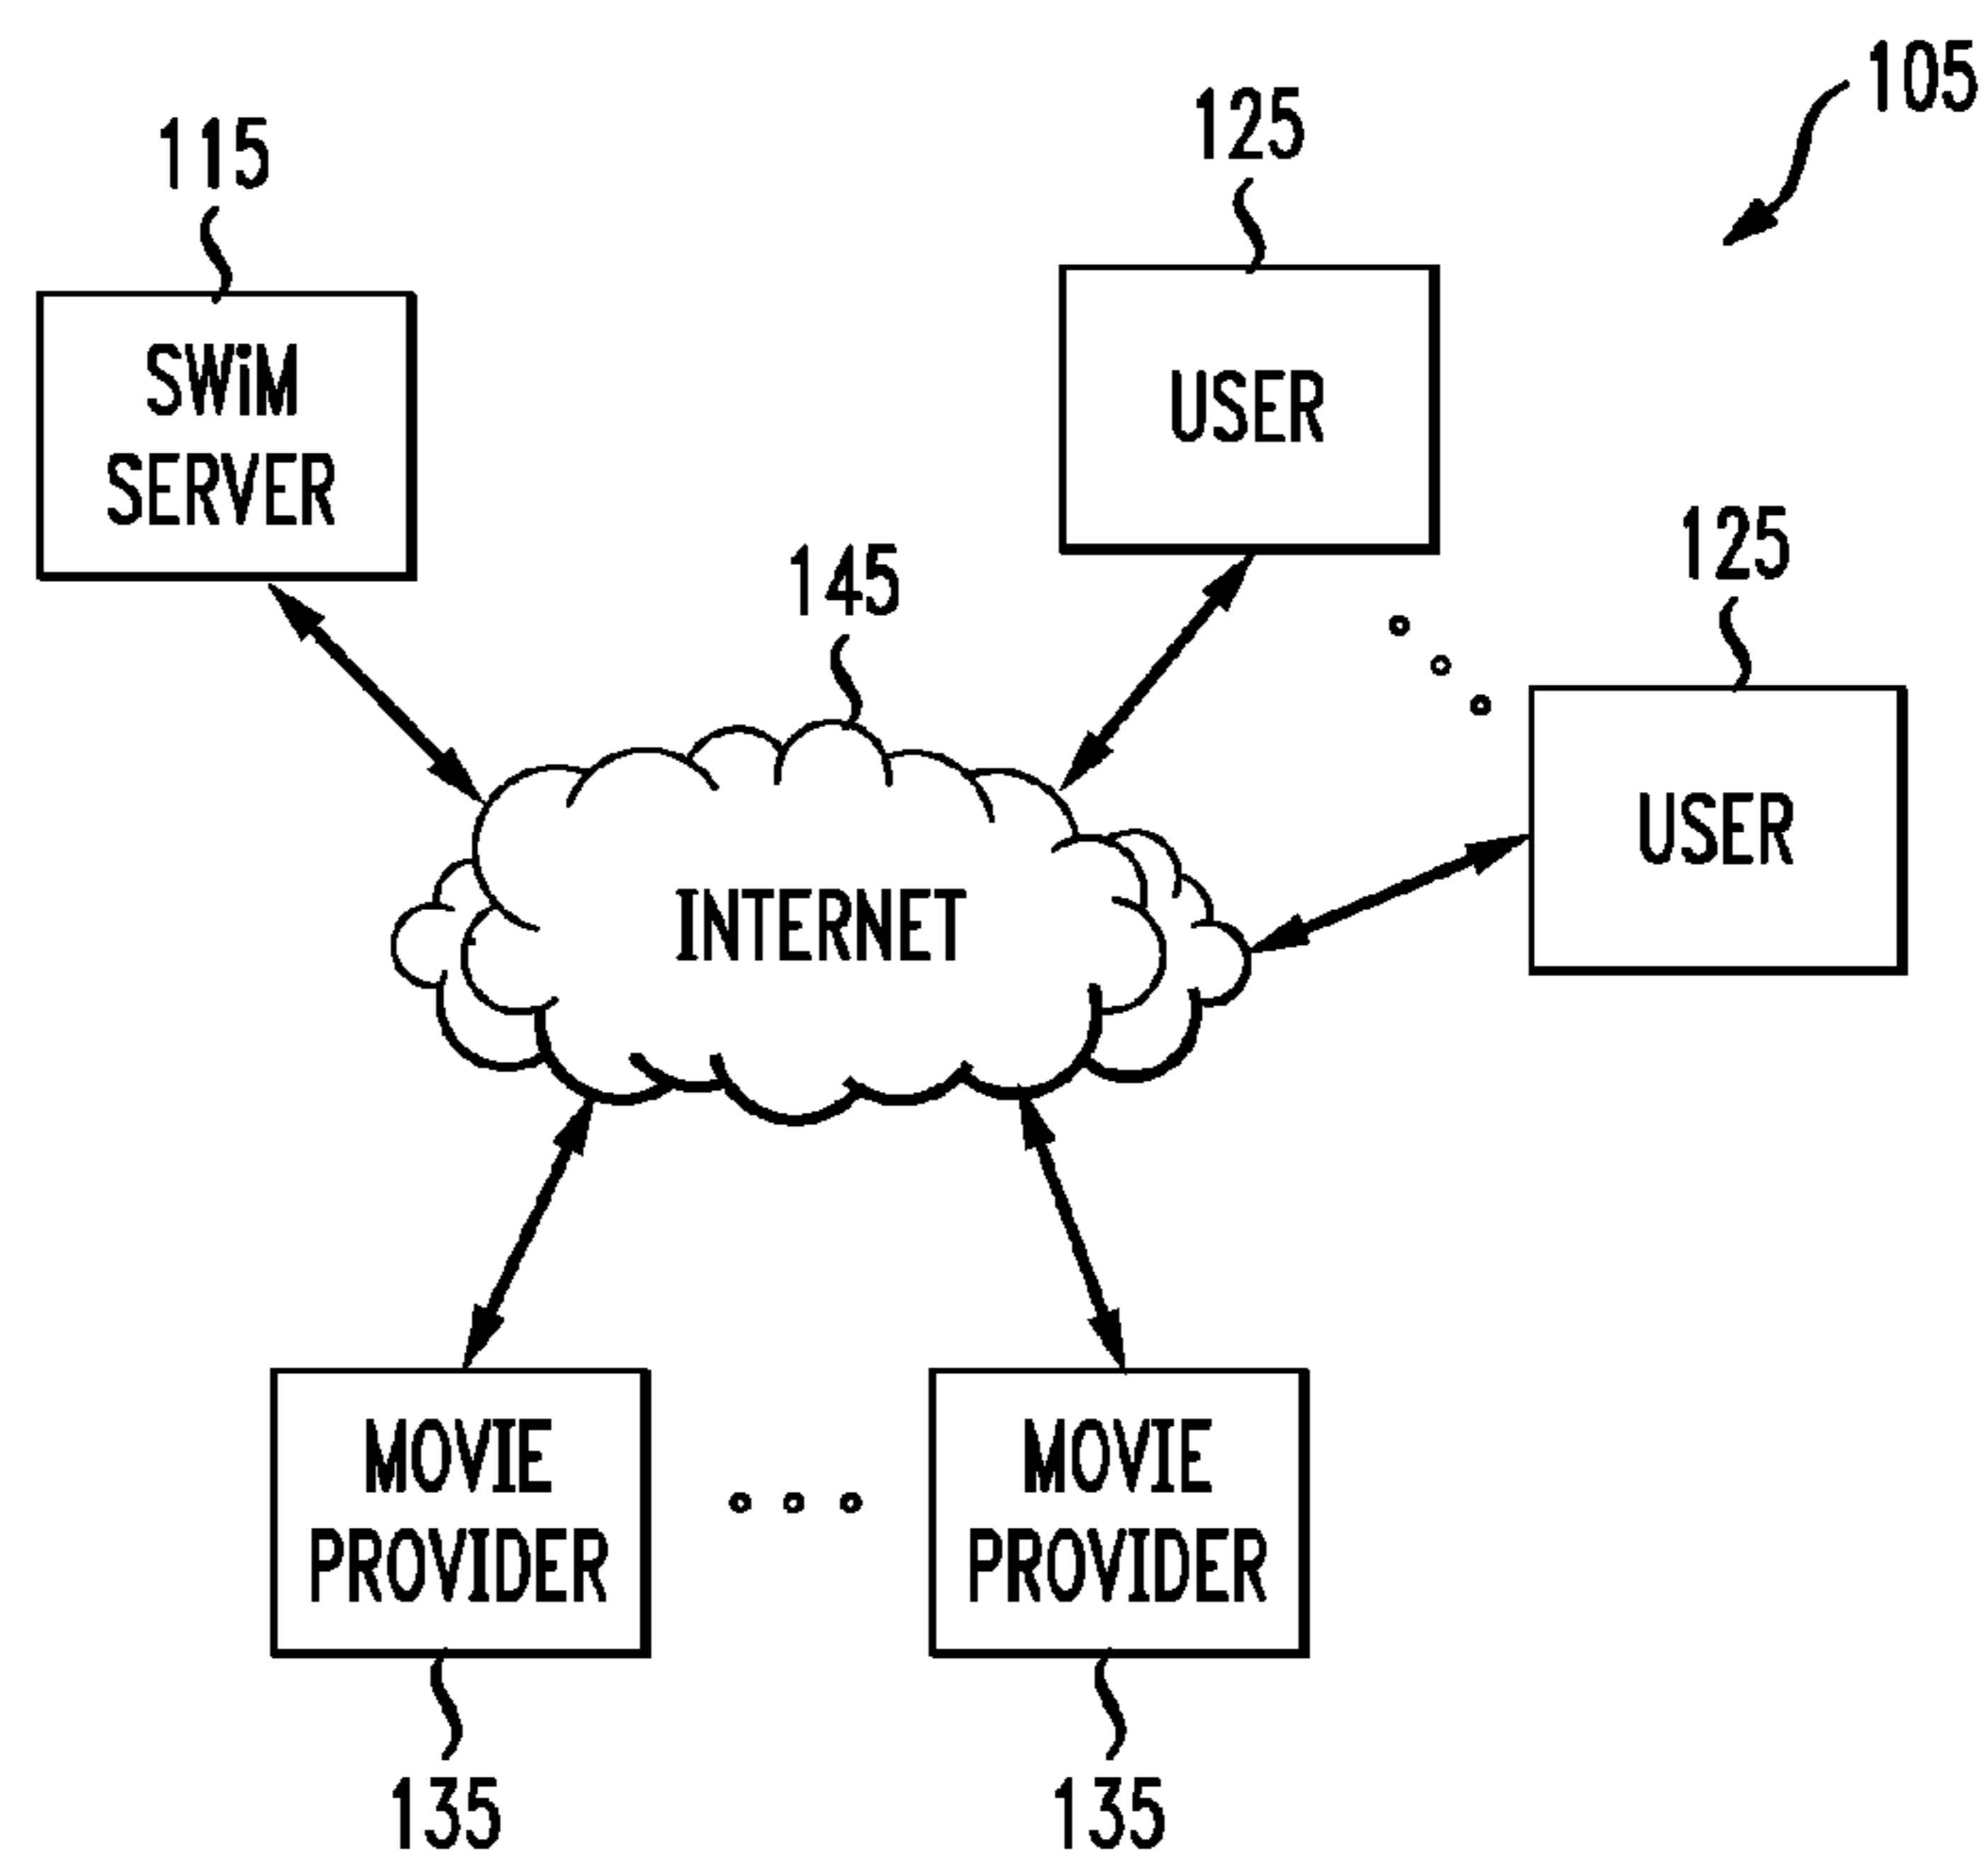 105
125
115
USER
SWiM
SERVER
125
145
USER
INTERNET
MOVIE
PROVIDER
MOVIE
PROVIDER
135
135